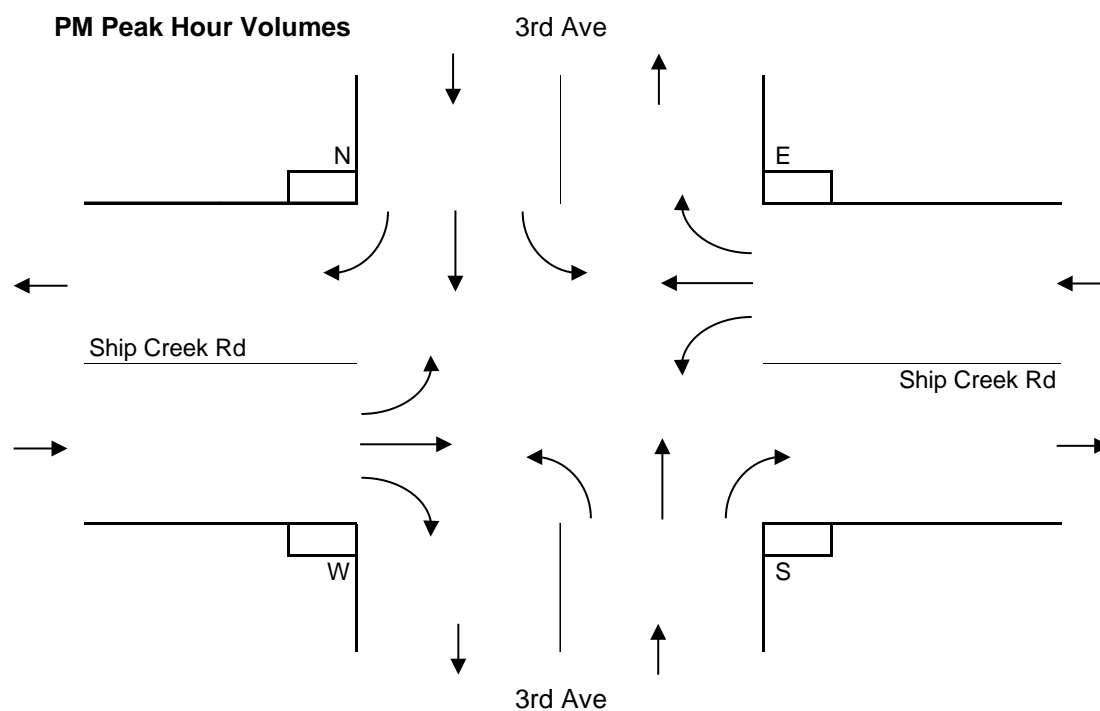 PM Peak Hour Volumes
3rd Ave
N
E
Ship Creek Rd
Ship Creek Rd
W
S
3rd Ave